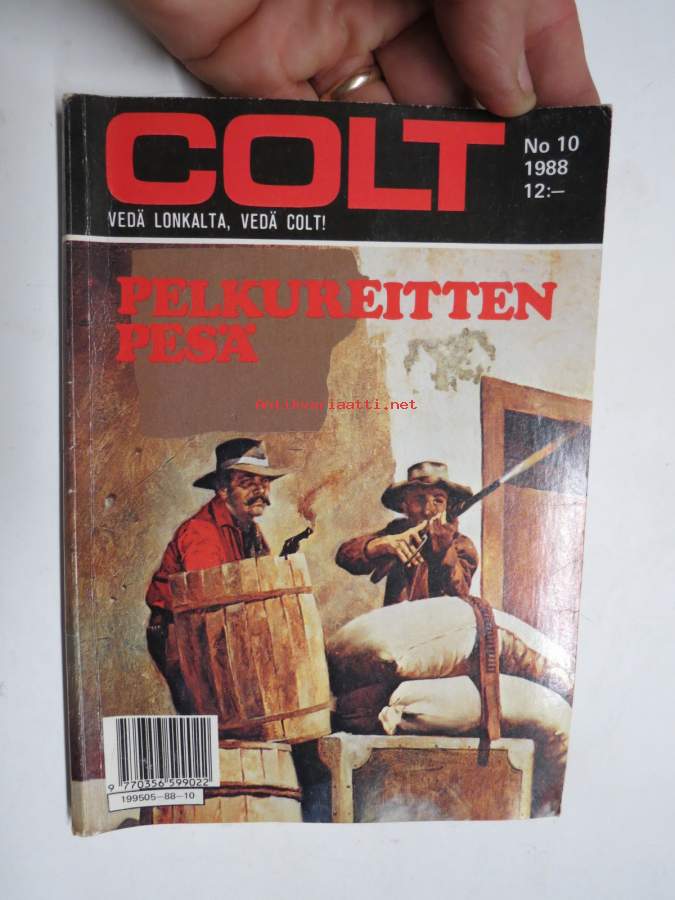 COLT
No 10
1988
12:—
VEDÄ LONKALTA, VEDÄ COLT!
PELKUREITTEN
PESÄ
Antikvariaatti.net
9 770356 599022
199505—88—10